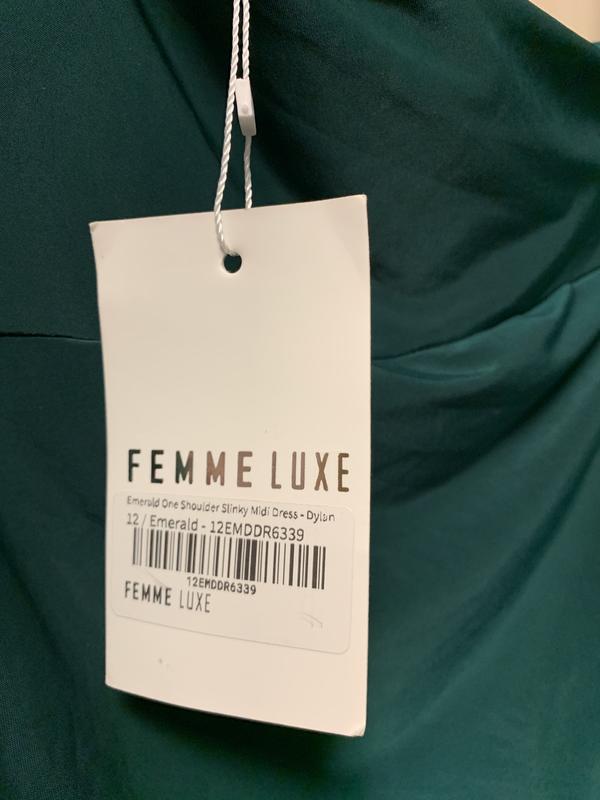 FEMME LUXE
Emerald One Shoulder Slinky Midi Dress - Dylan
12 / Emerald - 12EMDDR6339
12EMDDR6339
FEMME LUXE